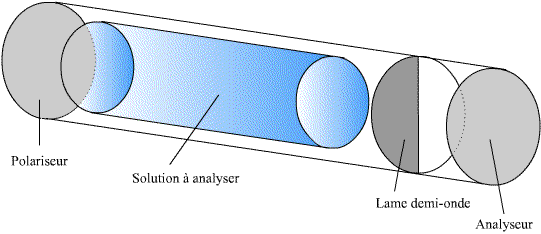 Polariseur
Solution à analyser
Lame demi-onde
Analyseur